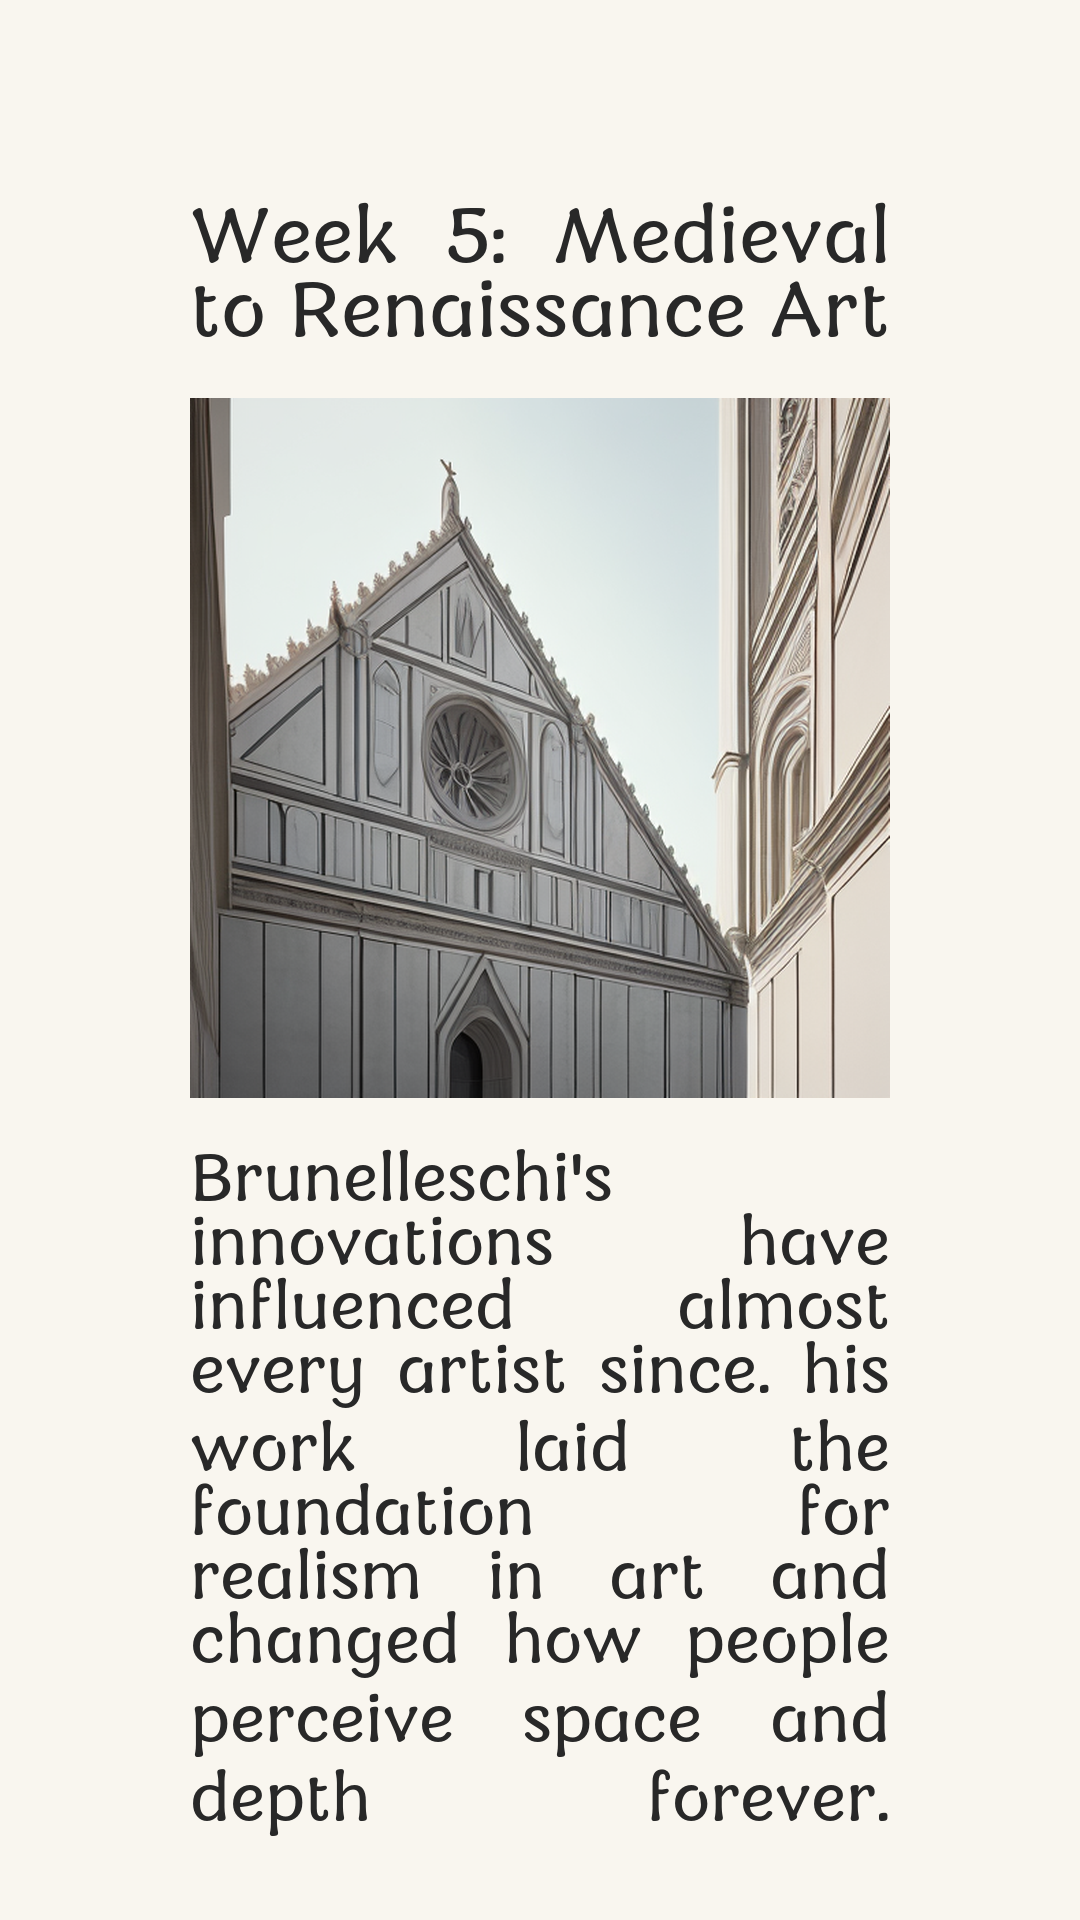 Week 5: Medieval
to Renaissance Art
Brunelleschi's
innovations have
influenced almost
every artist since. his
work laid the
foundation for
realism in art and
changed how people
perceive space and
depth forever.